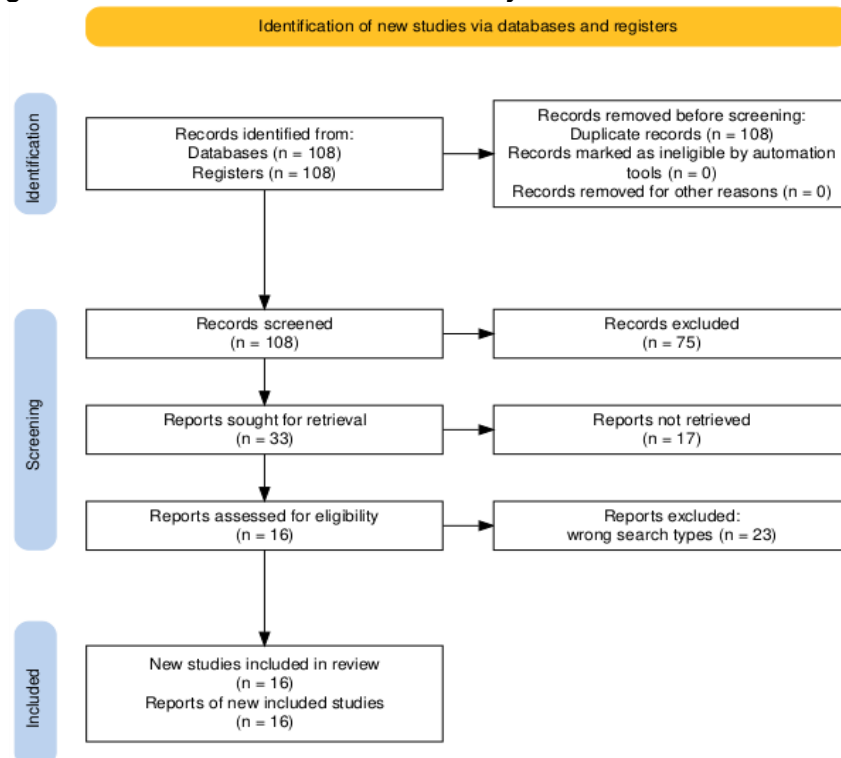 Identification of new studies via databases and registers
Identification
Records identified from:
Databases (n = 108)
Registers (n = 108)
Records removed before screening:
Duplicate records (n = 108)
Records marked as ineligible by automation
tools (n = 0)
Records removed for other reasons (n = 0)
Screening
Records screened
(n = 108)
Records excluded
(n = 75)
Reports sought for retrieval
(n = 33)
Reports not retrieved
(n = 17)
Reports assessed for eligibility
(n = 16)
Reports excluded:
wrong search types (n = 23)
Included
New studies included in review
(n = 16)
Reports of new included studies
(n = 16)